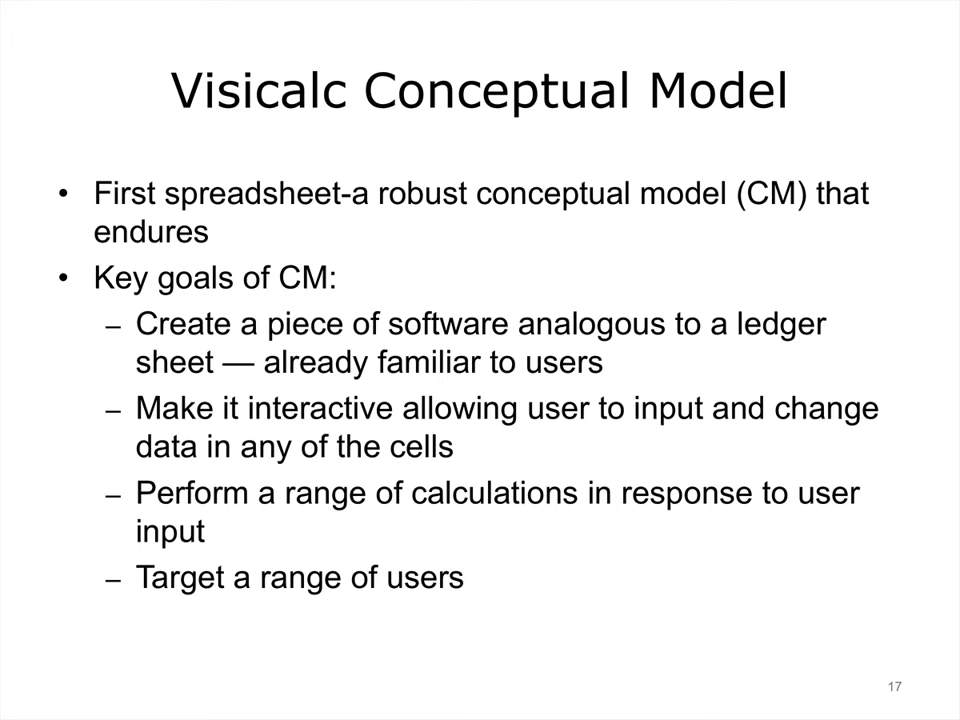 Visicalc Conceptual Model
• First spreadsheet-a robust conceptual model (CM) that
endures
• Key goals of CM:
– Create a piece of software analogous to a ledger
sheet — already familiar to users
– Make it interactive allowing user to input and change
data in any of the cells
– Perform a range of calculations in response to user
input
– Target a range of users
17